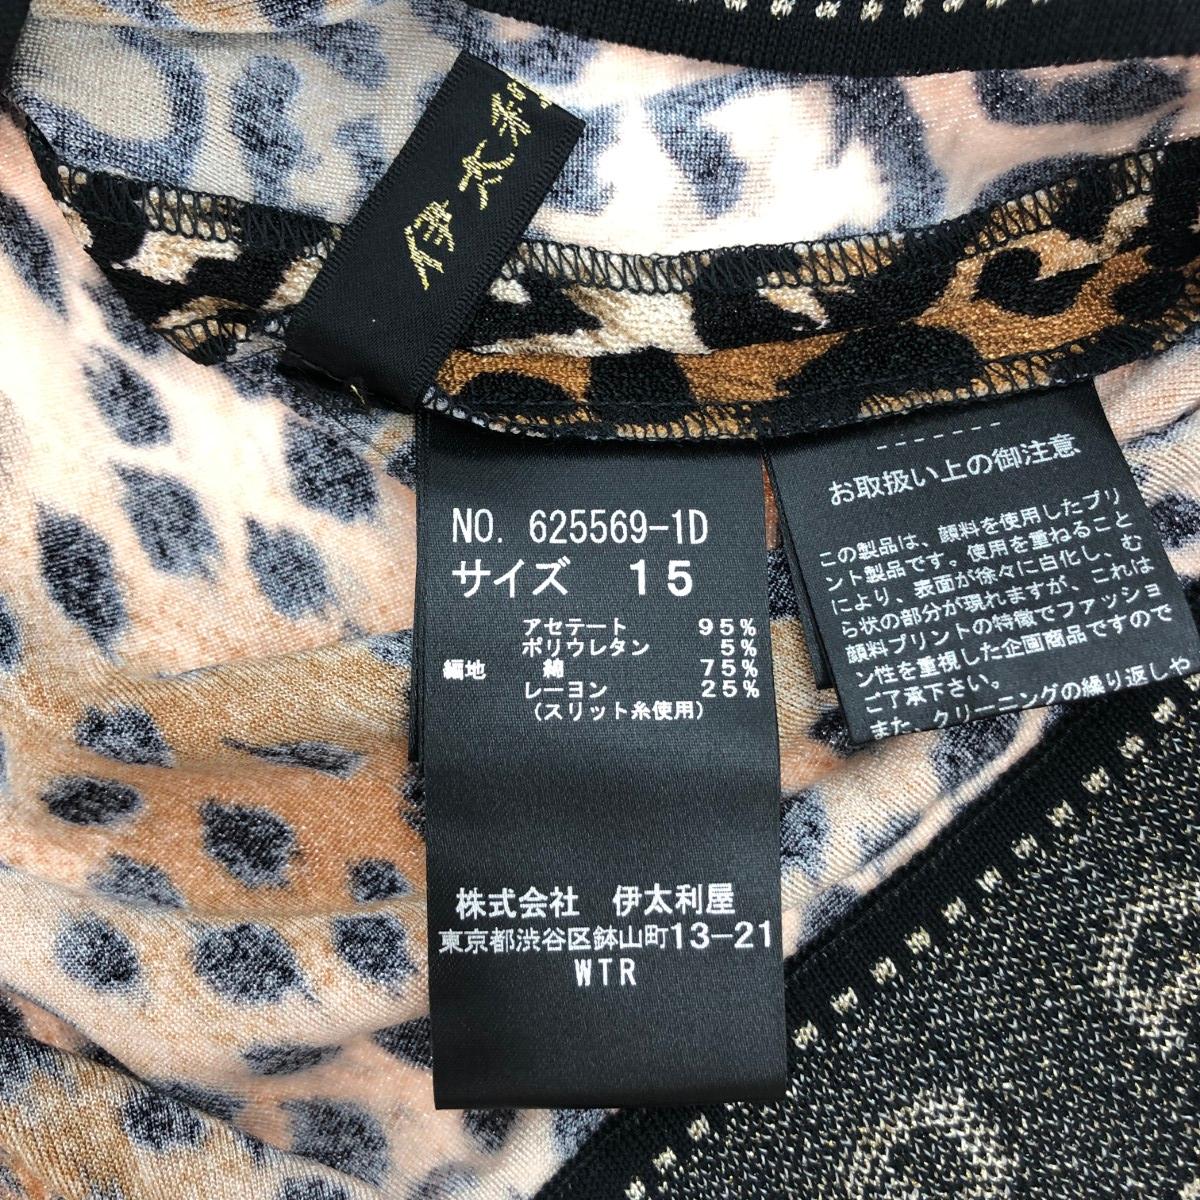 伊太利
NO. 625569-1D
サイズ 15
アセテート 95%
ポリウレタン 5%
編地 綿 75%
レーヨン 25%
(スリット糸使用)
株式会社 伊太利屋
東京都渋谷区鉢山町13-21
WTR
お取扱い上の御注意
この製品は、顔料を使用したプリ
ント製品です。使用を重ねること
により、表面が徐々に白化し、む
ら状の部分が現れますが、これは
顔料プリントの特徴でファッショ
ン性を重視した企画商品ですので
ご了承下さい。
また、クリーニングの繰り返しや